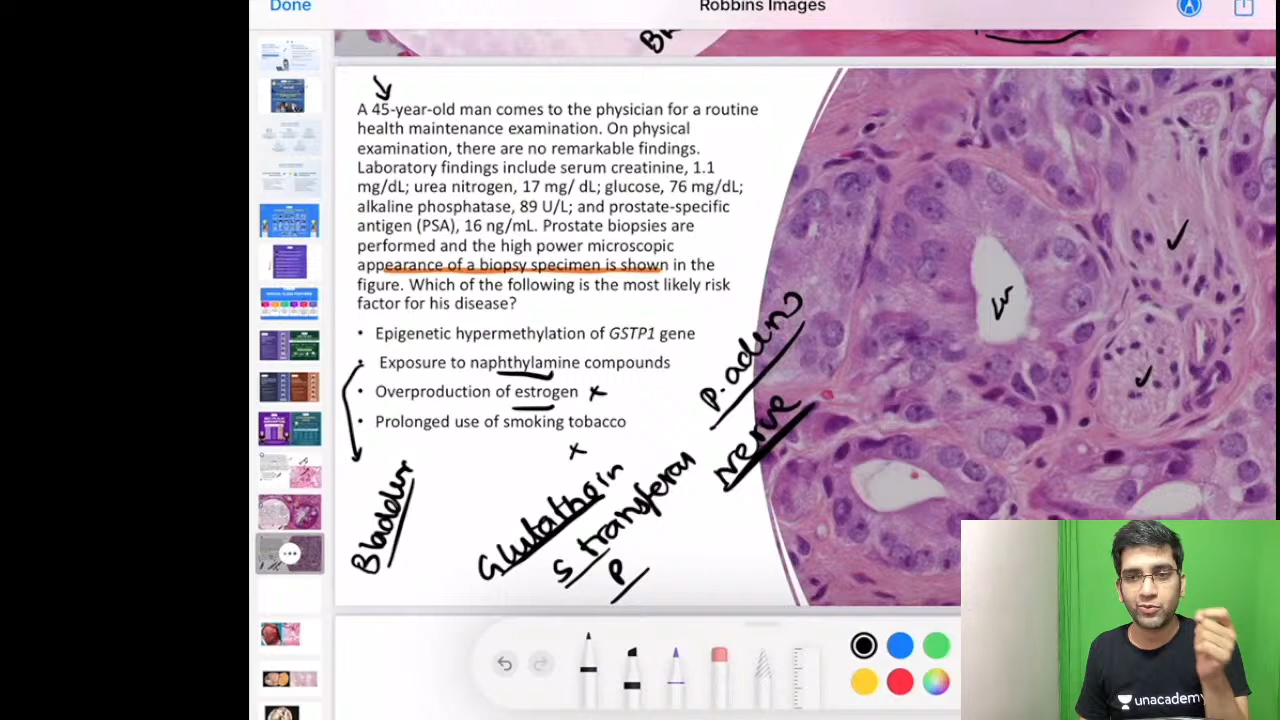 Done
Robbins Images
A 45-year-old man comes to the physician for a routine
health maintenance examination. On physical
examination, there are no remarkable findings.
Laboratory findings include serum creatinine, 1.1
mg/dL; urea nitrogen, 17 mg/ dL; glucose, 76 mg/dL;
alkaline phosphatase, 89 U/L; and prostate-specific
antigen (PSA), 16 ng/mL. Prostate biopsies are
performed and the high power microscopic
appearance of a biopsy specimen is shown in the
figure. Which of the following is the most likely risk
factor for his disease?
• Epigenetic hypermethylation of GSTP1 gene
• Exposure to naphthylamine compounds
• Overproduction of estrogen x
• Prolonged use of smoking tobacco
x
P. adeno
Nerve
Bladder
Glutathoin
S transferas
P
unacademy